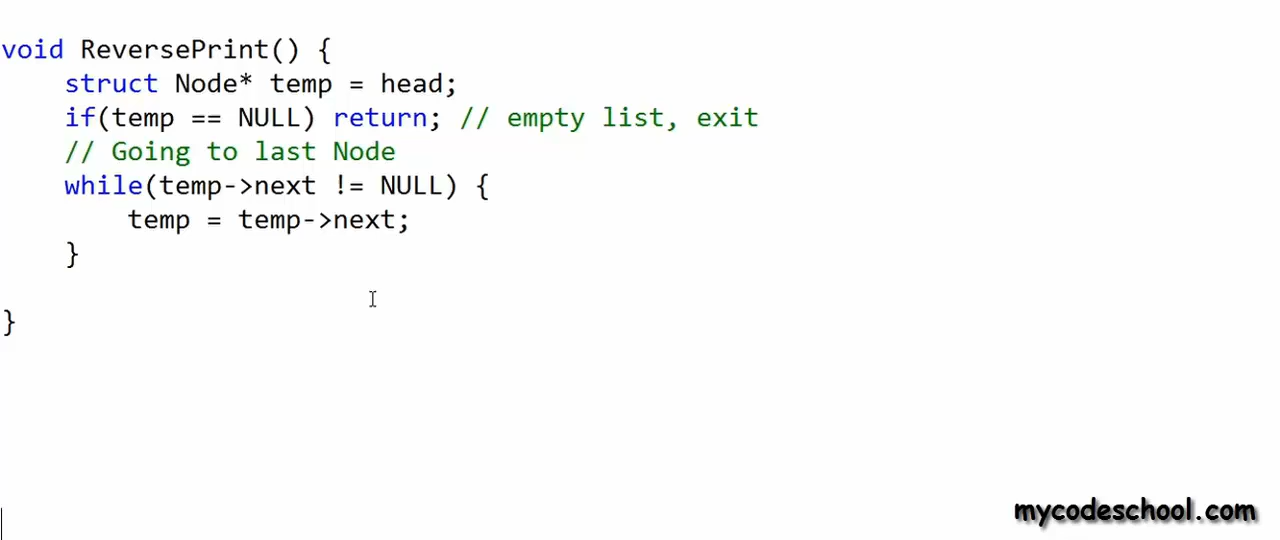 void ReversePrint() {
    struct Node* temp = head;
    if(temp == NULL) return; // empty list, exit
    // Going to last Node
    while(temp->next != NULL) {
        temp = temp->next;
    }
}
mycodeschool.com